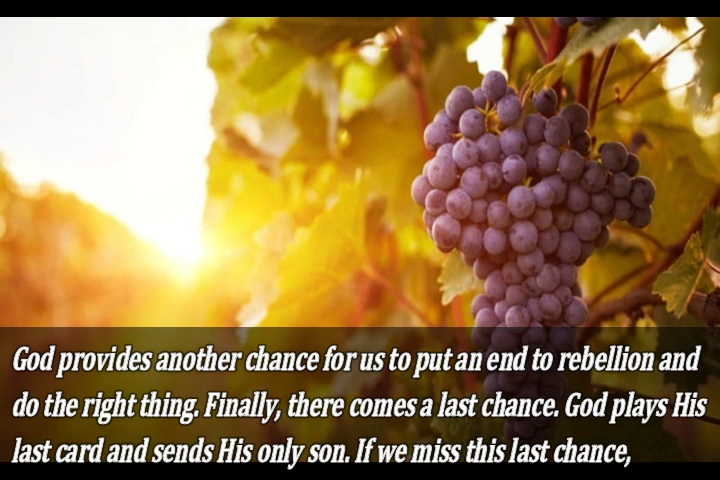 God provides another chance for us to put an end to rebellion and
do the right thing. Finally, there comes a last chance. God plays His
last card and sends His only son. If we miss this last chance,